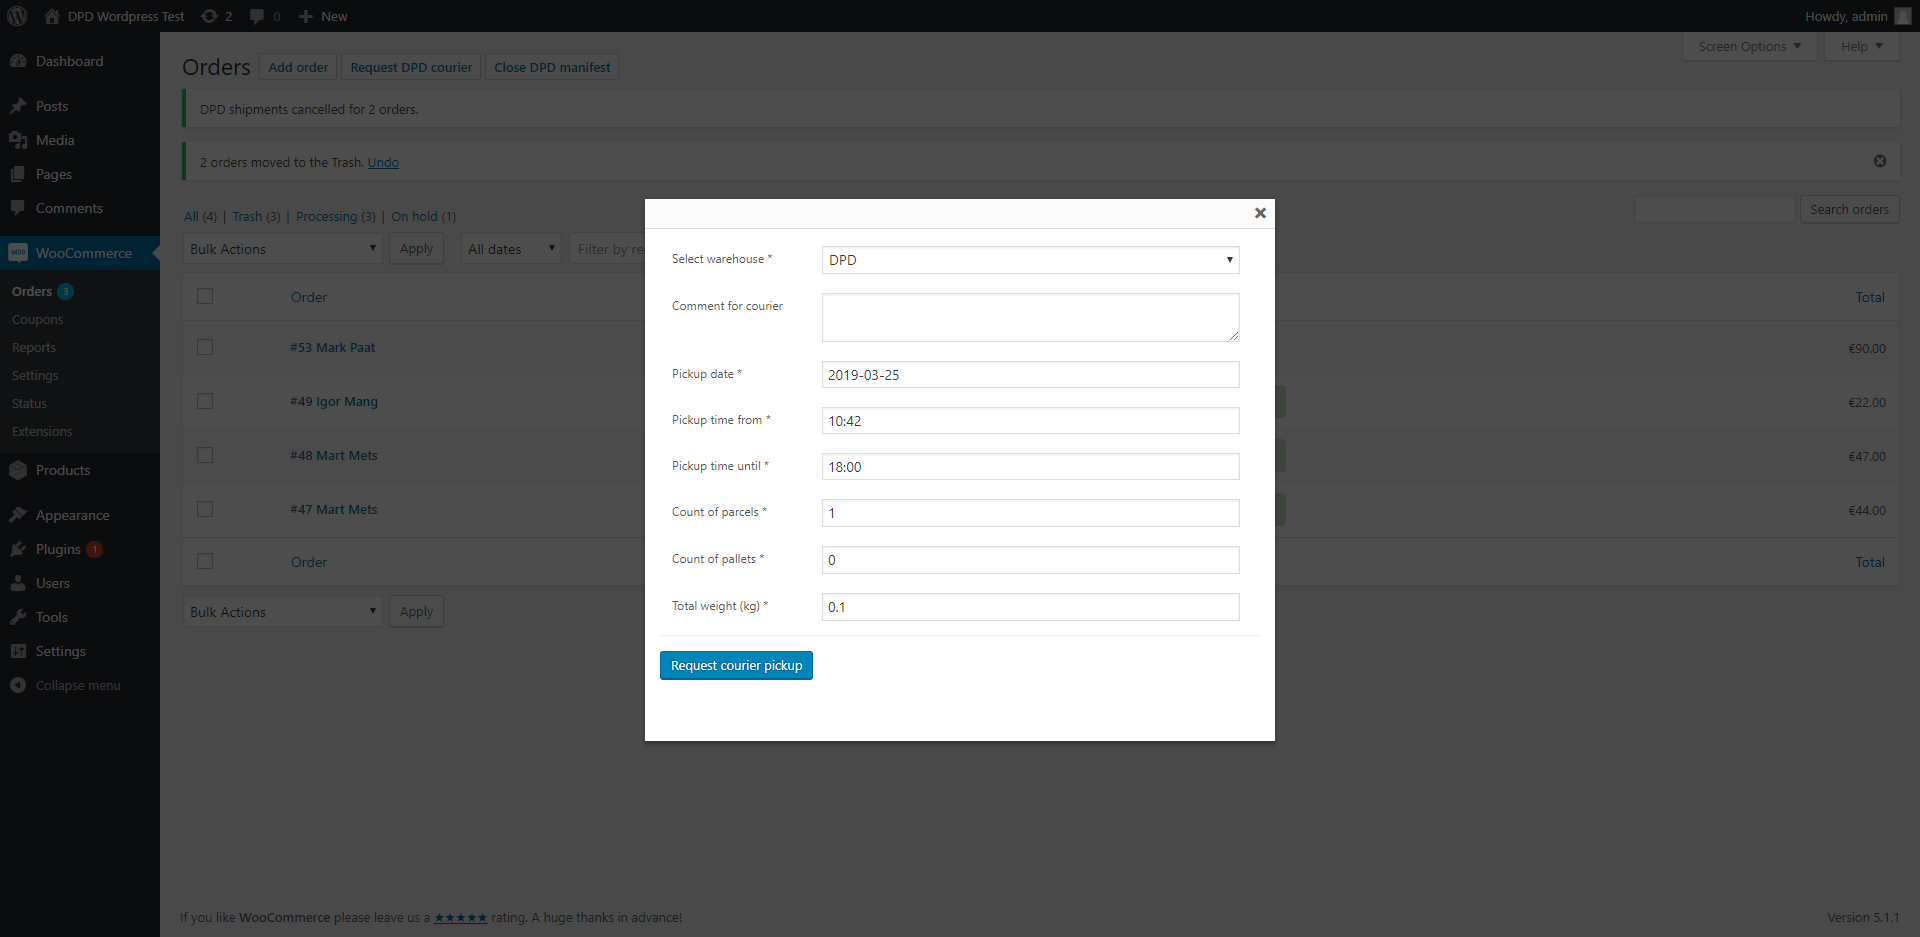 DPD Wordpress Test 2 0 New Howdy, admin
Dashboard
Posts
Media
Pages
Comments
WooCommerce
Orders 3
Coupons
Reports
Settings
Status
Extensions
Products
Appearance
Plugins 1
Users
Tools
Settings
Collapse menu
Screen Options Help
Orders Add order Request DPD courier Close DPD manifest
DPD shipments cancelled for 2 orders.
2 orders moved to the Trash. Undo
All (4) | Trash (3) | Processing (3) | On hold (1)
Search orders
Bulk Actions Apply All dates Filter by re
Order Total
#53 Mark Paat €90.00
#49 Igor Mang €22.00
#48 Mart Mets €47.00
#47 Mart Mets €44.00
Order Total
Bulk Actions Apply
Select warehouse * DPD
Comment for courier
Pickup date * 2019-03-25
Pickup time from * 10:42
Pickup time until * 18:00
Count of parcels * 1
Count of pallets * 0
Total weight (kg) * 0.1
Request courier pickup
If you like WooCommerce please leave us a ★★★★★ rating. A huge thanks in advance!
Version 5.1.1